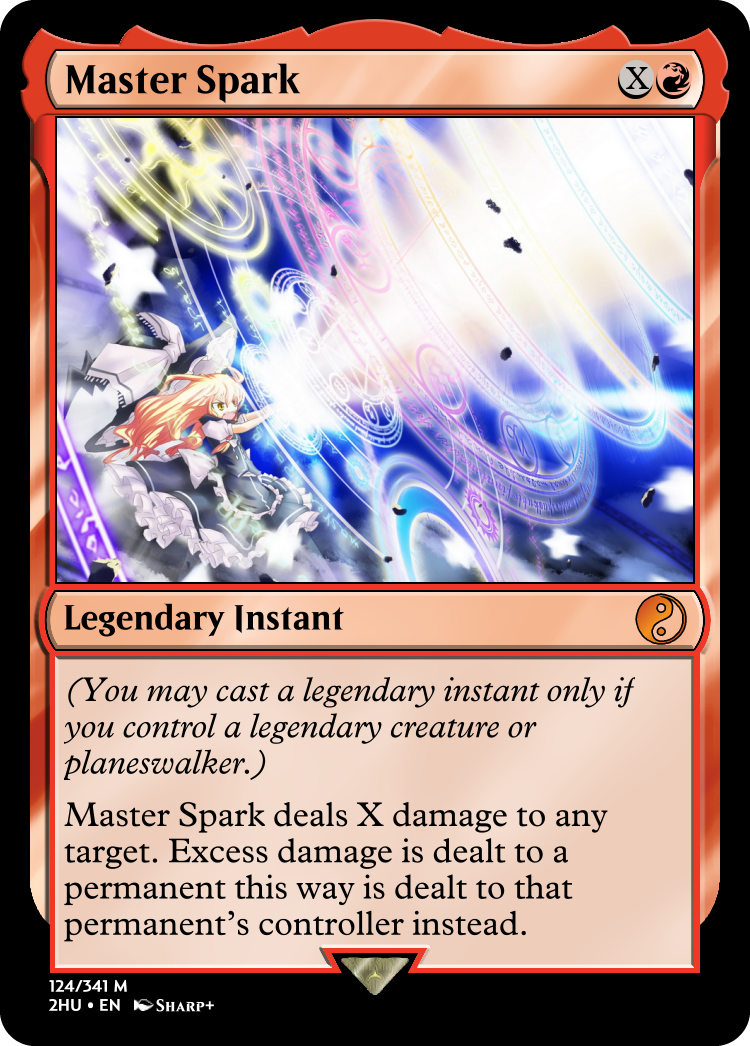 Master Spark X
Legendary Instant
(You may cast a legendary instant only if
you control a legendary creature or
planeswalker.)
Master Spark deals X damage to any
target. Excess damage is dealt to a
permanent this way is dealt to that
permanent's controller instead.
124/341 M
2HU • EN Sharp+